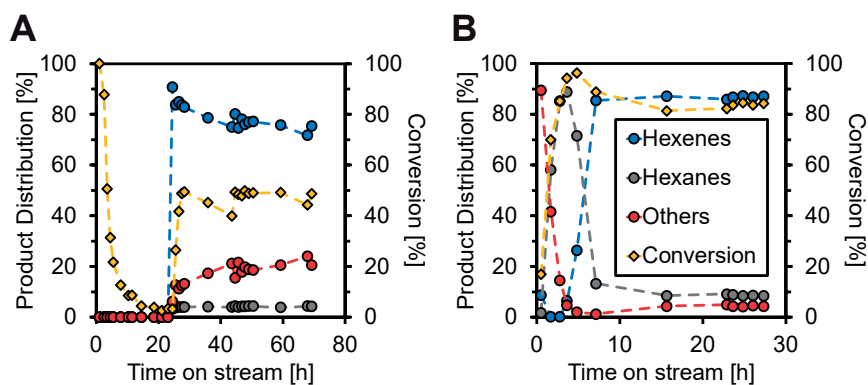 A
B
100
80
60
40
20
0
Product Distribution [%]
100
80
60
40
20
0
Conversion [%]
0 20 40 60 80
Time on stream [h]
100
80
60
40
20
0
Product Distribution [%]
Hexenes
Hexanes
Others
Conversion
100
80
60
40
20
0
Conversion [%]
0 10 20 30
Time on stream [h]